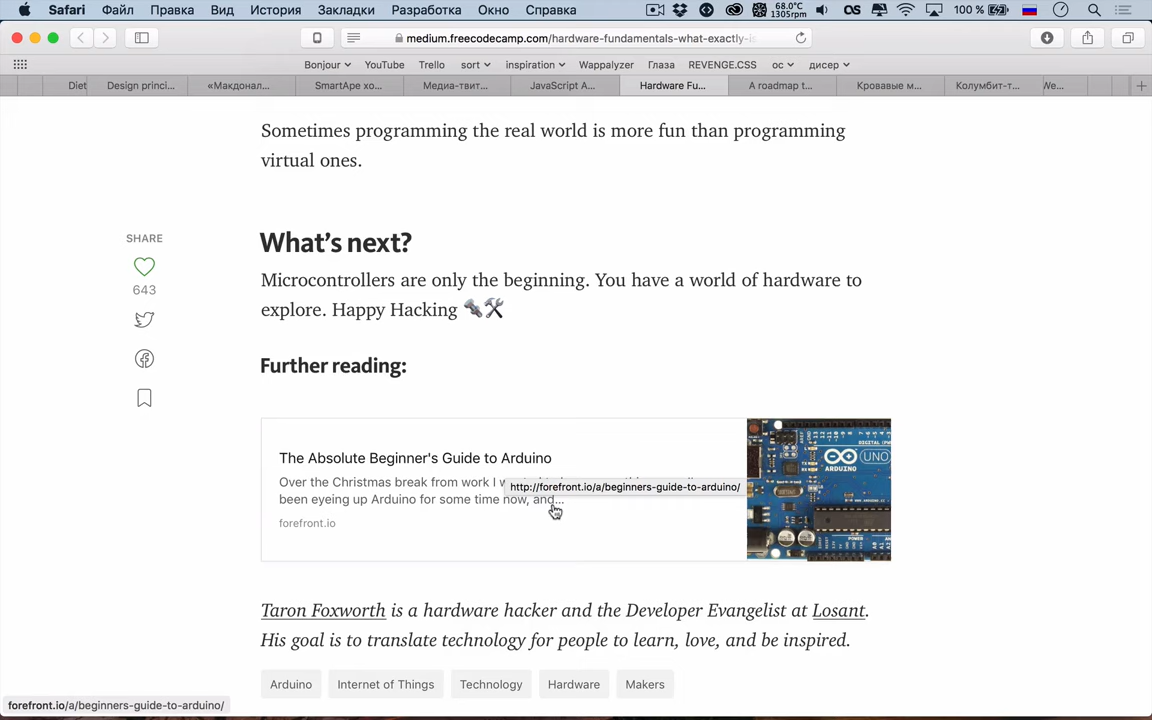 Safari Файл Правка Вид История Закладки Разработка Окно Справка 68.0°C 1305rpm 100 %
medium.freecodecamp.com/hardware-fundamentals-what-exactly-i
Bonjour YouTube Trello sort inspiration Wappalyzer Глаза REVENGE.CSS ос дисер
Diet Design princi... «Макдонал... SmartApe хо... Медиа-твит... JavaScript A... Hardware Fu... A roadmap t... Кровавые м... Колумбит-т... We...
Sometimes programming the real world is more fun than programming
virtual ones.
SHARE
643
What's next?
Microcontrollers are only the beginning. You have a world of hardware to
explore. Happy Hacking
Further reading:
The Absolute Beginner's Guide to Arduino
Over the Christmas break from work I
http://forefront.io/a/beginners-guide-to-arduino/
been eyeing up Arduino for some time now, and...
forefront.io
ARDUINO
UNO
DIGITAL
POWER
Taron Foxworth is a hardware hacker and the Developer Evangelist at Losant.
His goal is to translate technology for people to learn, love, and be inspired.
Arduino Internet of Things Technology Hardware Makers
forefront.io/a/beginners-guide-to-arduino/